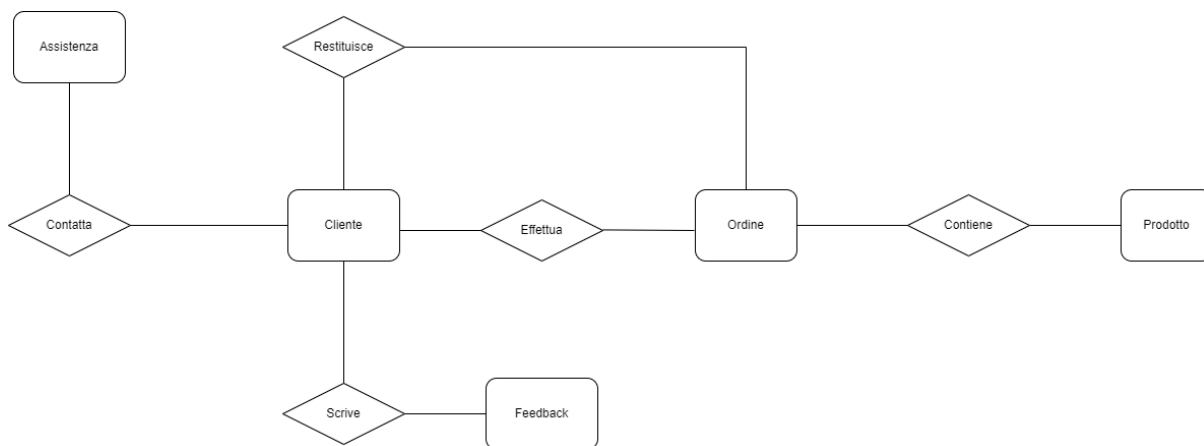 Assistenza
Restituisce
Contatta
Cliente
Effettua
Ordine
Contiene
Prodotto
Scrive
Feedback